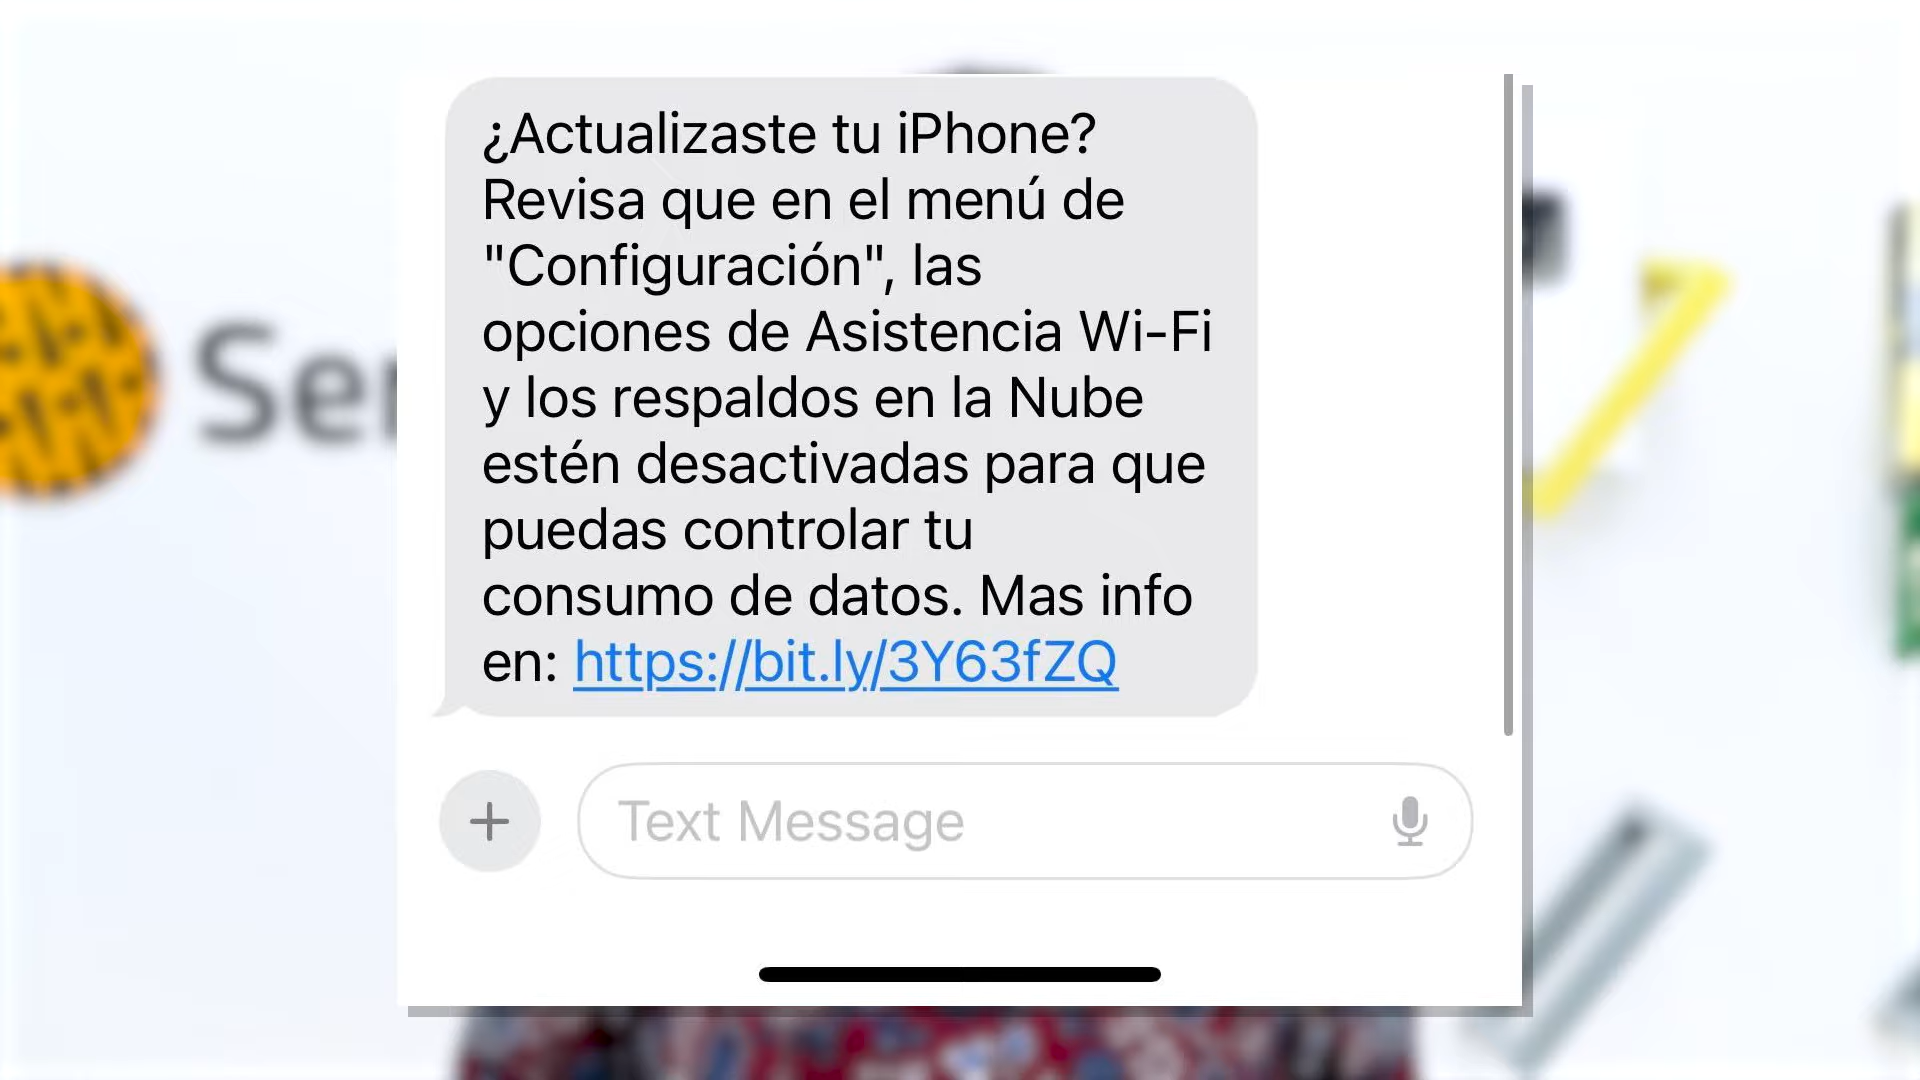 ¿Actualizaste tu iPhone?
Revisa que en el menú de
"Configuración", las
opciones de Asistencia Wi-Fi
y los respaldos en la Nube
estén desactivadas para que
puedas controlar tu
consumo de datos. Mas info
en: https://bit.ly/3Y63fZQ
Text Message